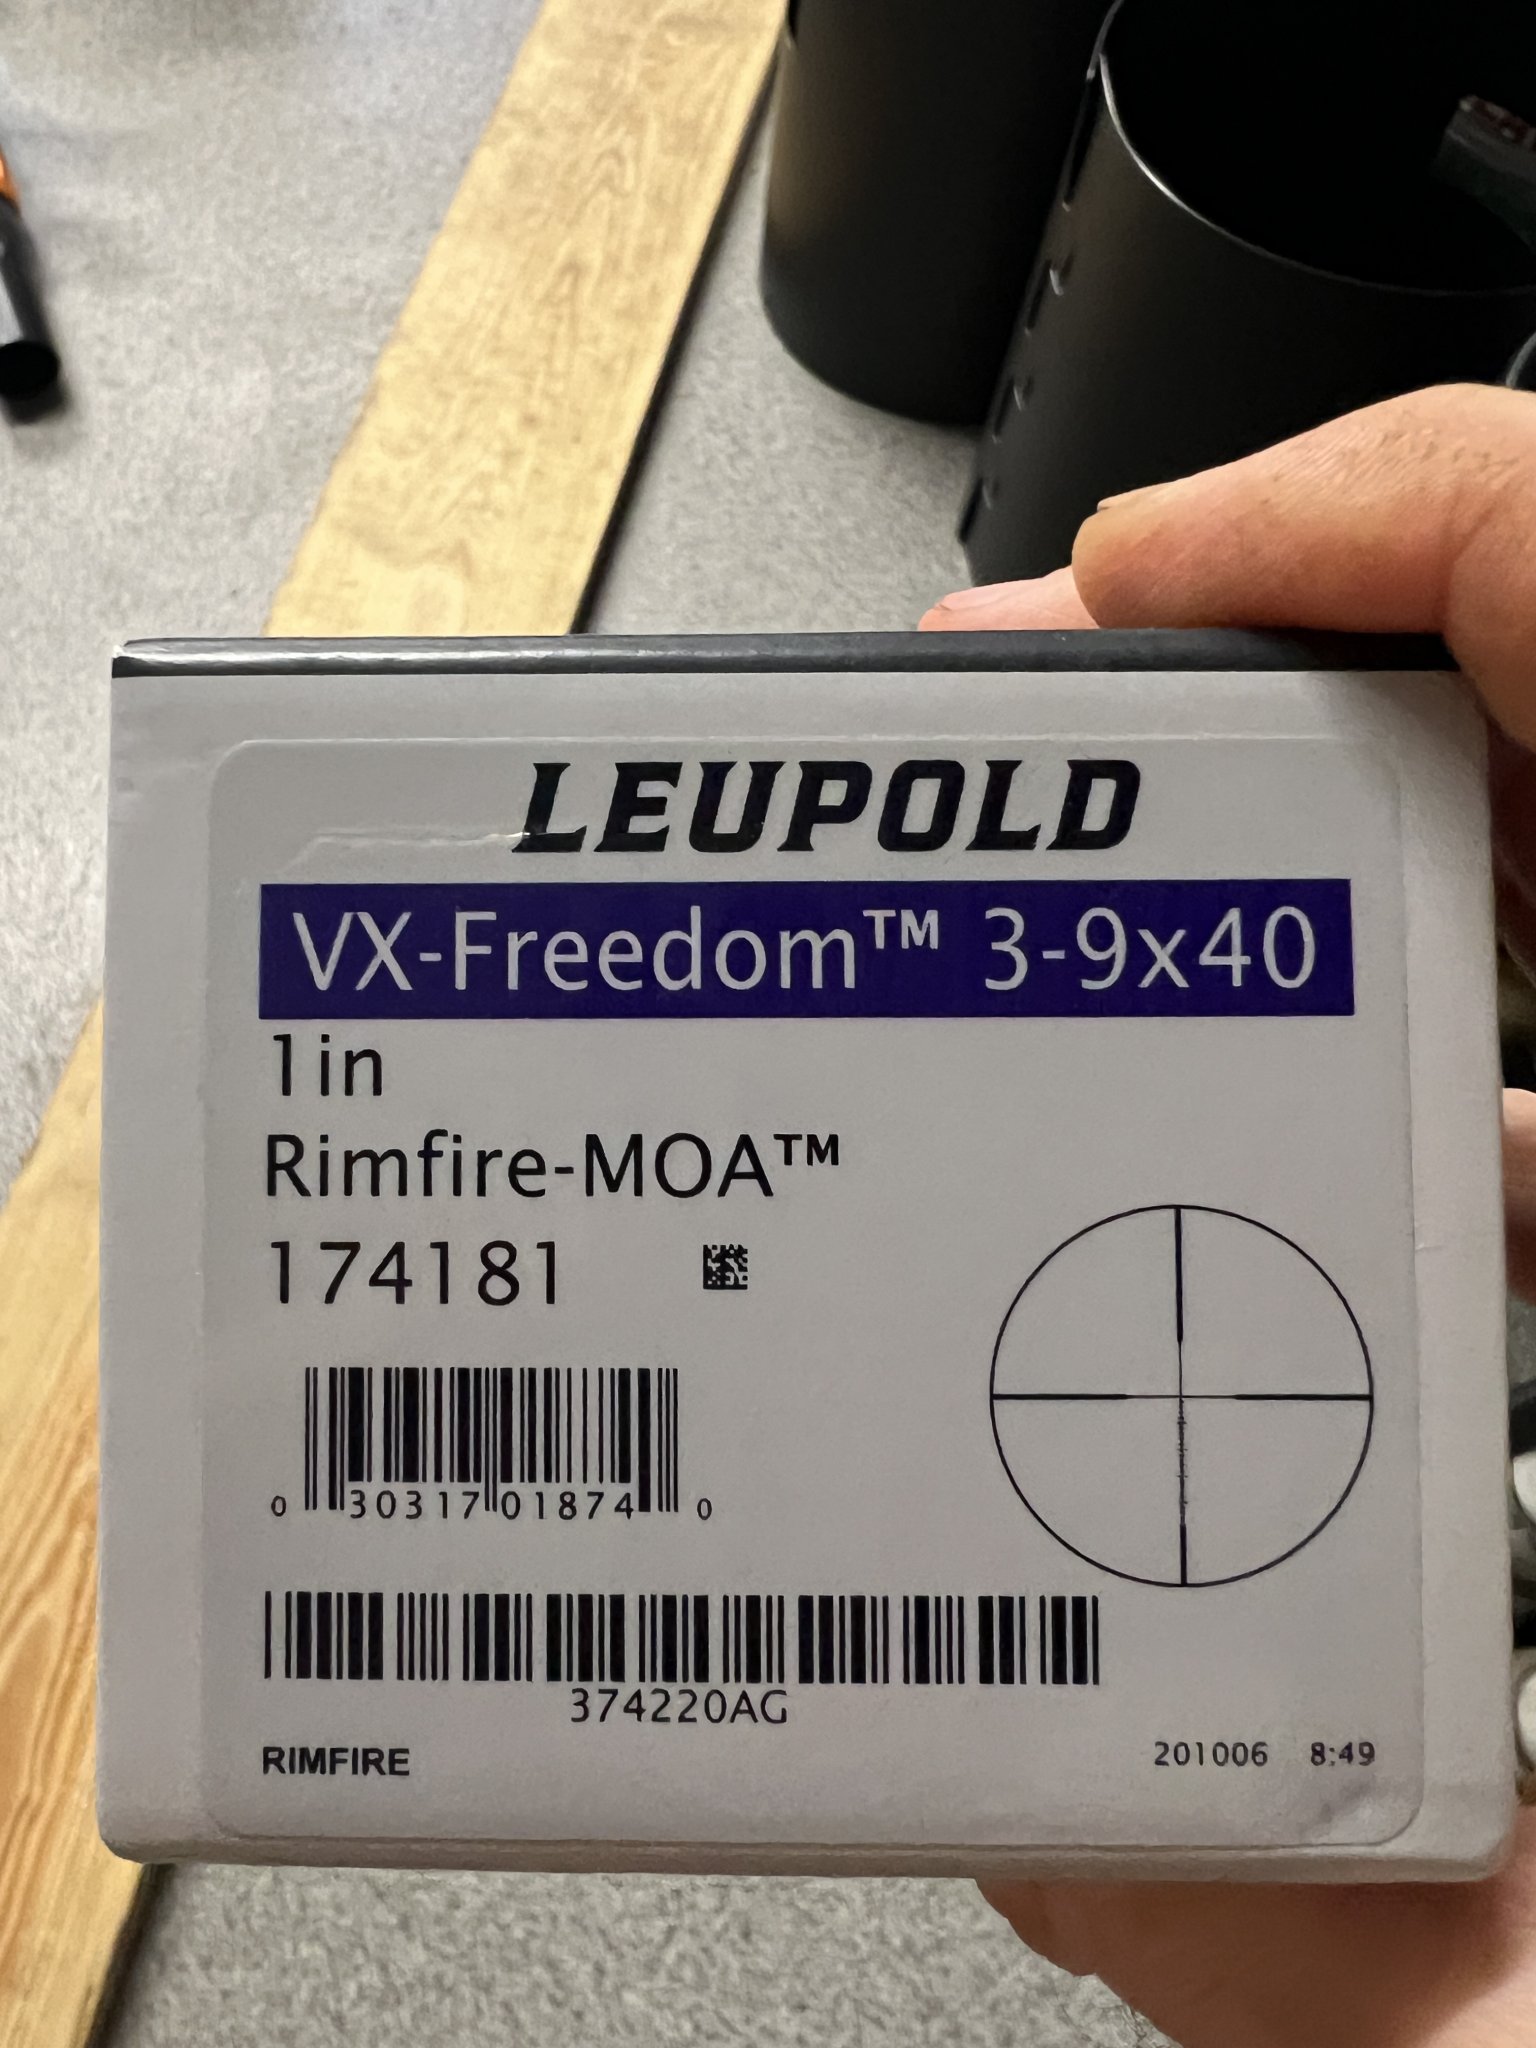 LEUPOLD
VX-Freedom™ 3-9x40
1in
Rimfire-MOA™
174181
0 30317 01874 0
374220AG
RIMFIRE 201006 8:49